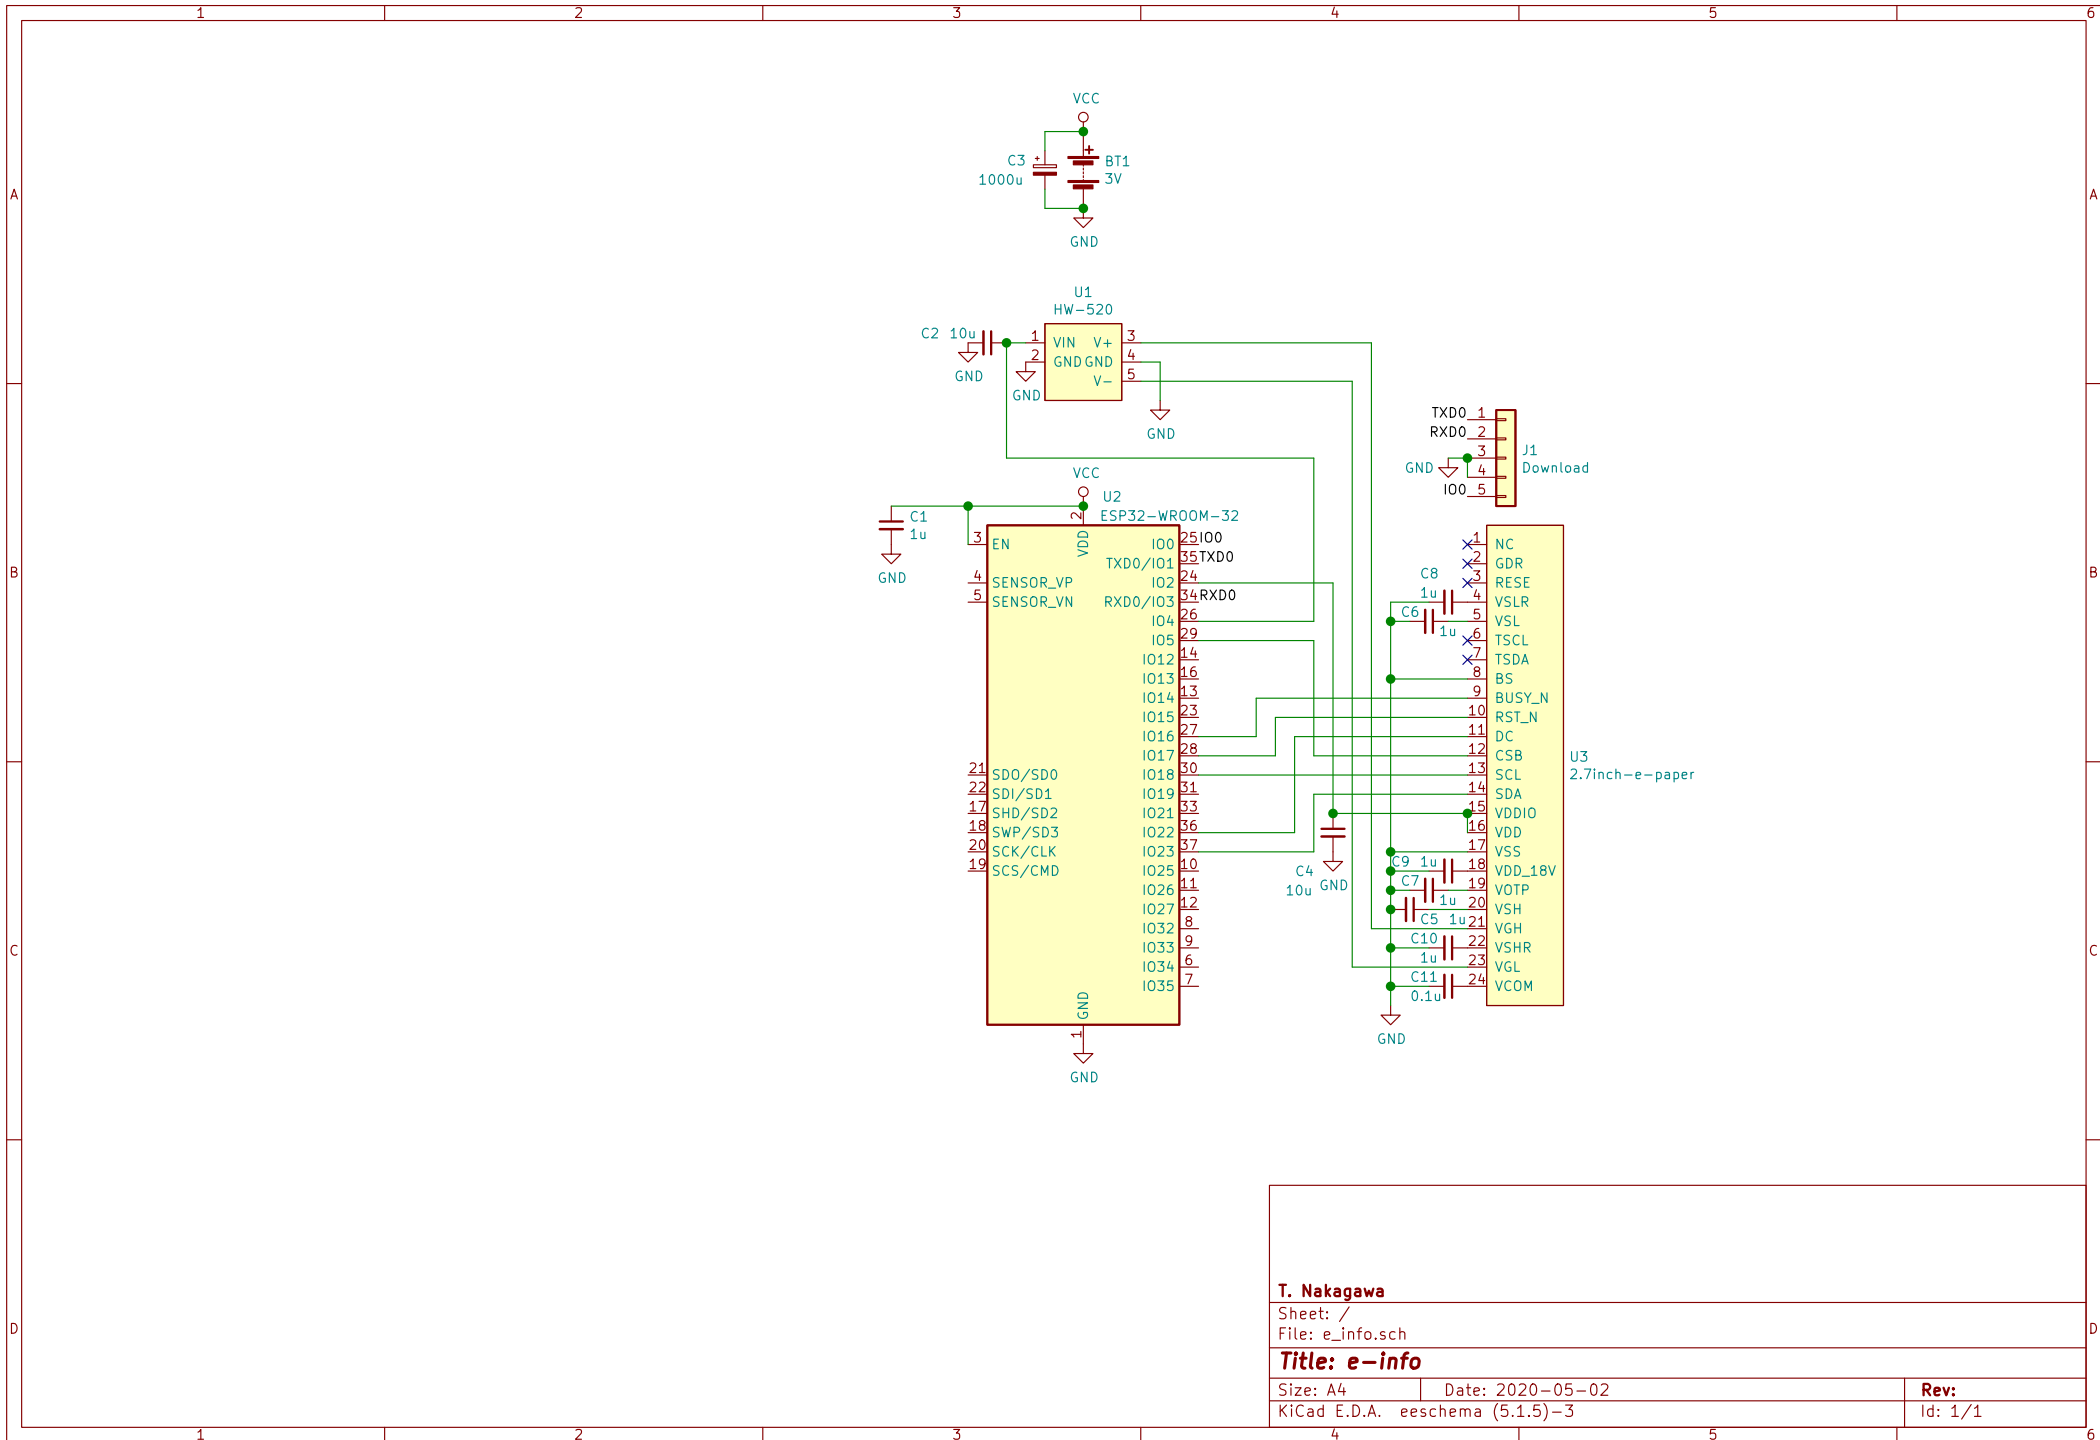 1 2 3 4 5 6
A A
VCC
C3
1000u
+
+
BT1
3V
GND
U1
HW-520
C2 10u
GND
1 VIN V+ 3
2 GND GND 4
V- 5
GND
GND
TXD0 1
RXD0 2
GND 3
4
IO0 5
J1
Download
VCC
U2
ESP32-WROOM-32
C1
1u
GND
B B
2
VDD
3 EN
4 SENSOR_VP
5 SENSOR_VN
21 SDO/SD0
22 SDI/SD1
17 SHD/SD2
18 SWP/SD3
20 SCK/CLK
19 SCS/CMD
IO0 25 IO0
TXD0/IO1 35 TXD0
IO2 24
RXD0/IO3 34 RXD0
IO4 26
IO5 29
IO12 14
IO13 16
IO14 13
IO15 23
IO16 27
IO17 28
IO18 30
IO19 31
IO21 33
IO22 36
IO23 37
IO25 10
IO26 11
IO27 12
IO32 8
IO33 9
IO34 6
IO35 7
GND
1
GND
C8
1u
C6
1u
C4
10u
GND
C9 1u
C7
1u
C5 1u
C10
1u
C11
0.1u
GND
1 NC
2 GDR
3 RESE
4 VSLR
5 VSL
6 TSCL
7 TSDA
8 BS
9 BUSY_N
10 RST_N
11 DC
12 CSB
13 SCL
14 SDA
15 VDDIO
16 VDD
17 VSS
18 VDD_18V
19 VOTP
20 VSH
21 VGH
22 VSHR
23 VGL
24 VCOM
U3
2.7inch-e-paper
C C
D D
T. Nakagawa
Sheet: /
File: e_info.sch
Title: e-info
Size: A4 Date: 2020-05-02 Rev:
KiCad E.D.A. eeschema (5.1.5)-3 Id: 1/1
1 2 3 4 5 6